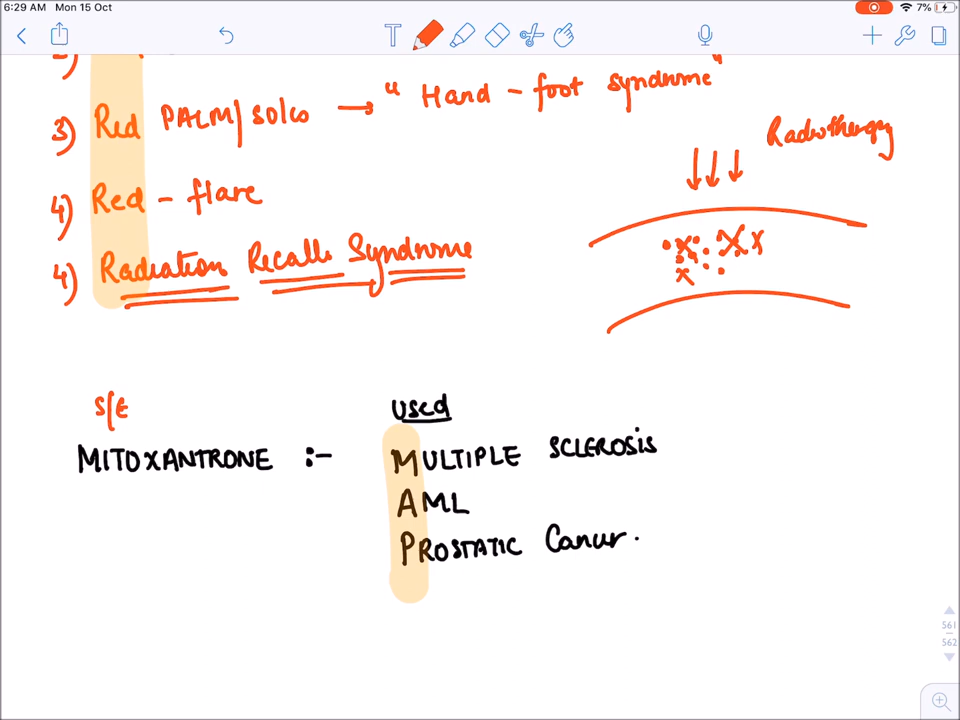 6:29 AM Mon 15 Oct
7%
T
2)
3) Red PALM/Soles → "Hand - foot syndrome"
Radiotherapy
4) Red - flare
4) Radiation Recall Syndrome
S/E
Used
MITOXANTRONE :- MULTIPLE SCLEROSIS
AML
PROSTATIC Cancer.
561
562